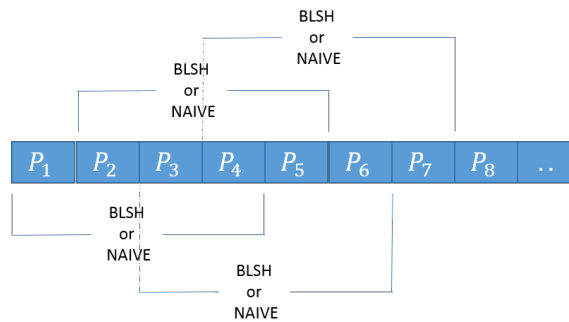 BLSH
or
NAIVE
BLSH
or
NAIVE
P₁ P₂ P₃ P₄ P₅ P₆ P₇ P₈ ..
BLSH
or
NAIVE
BLSH
or
NAIVE